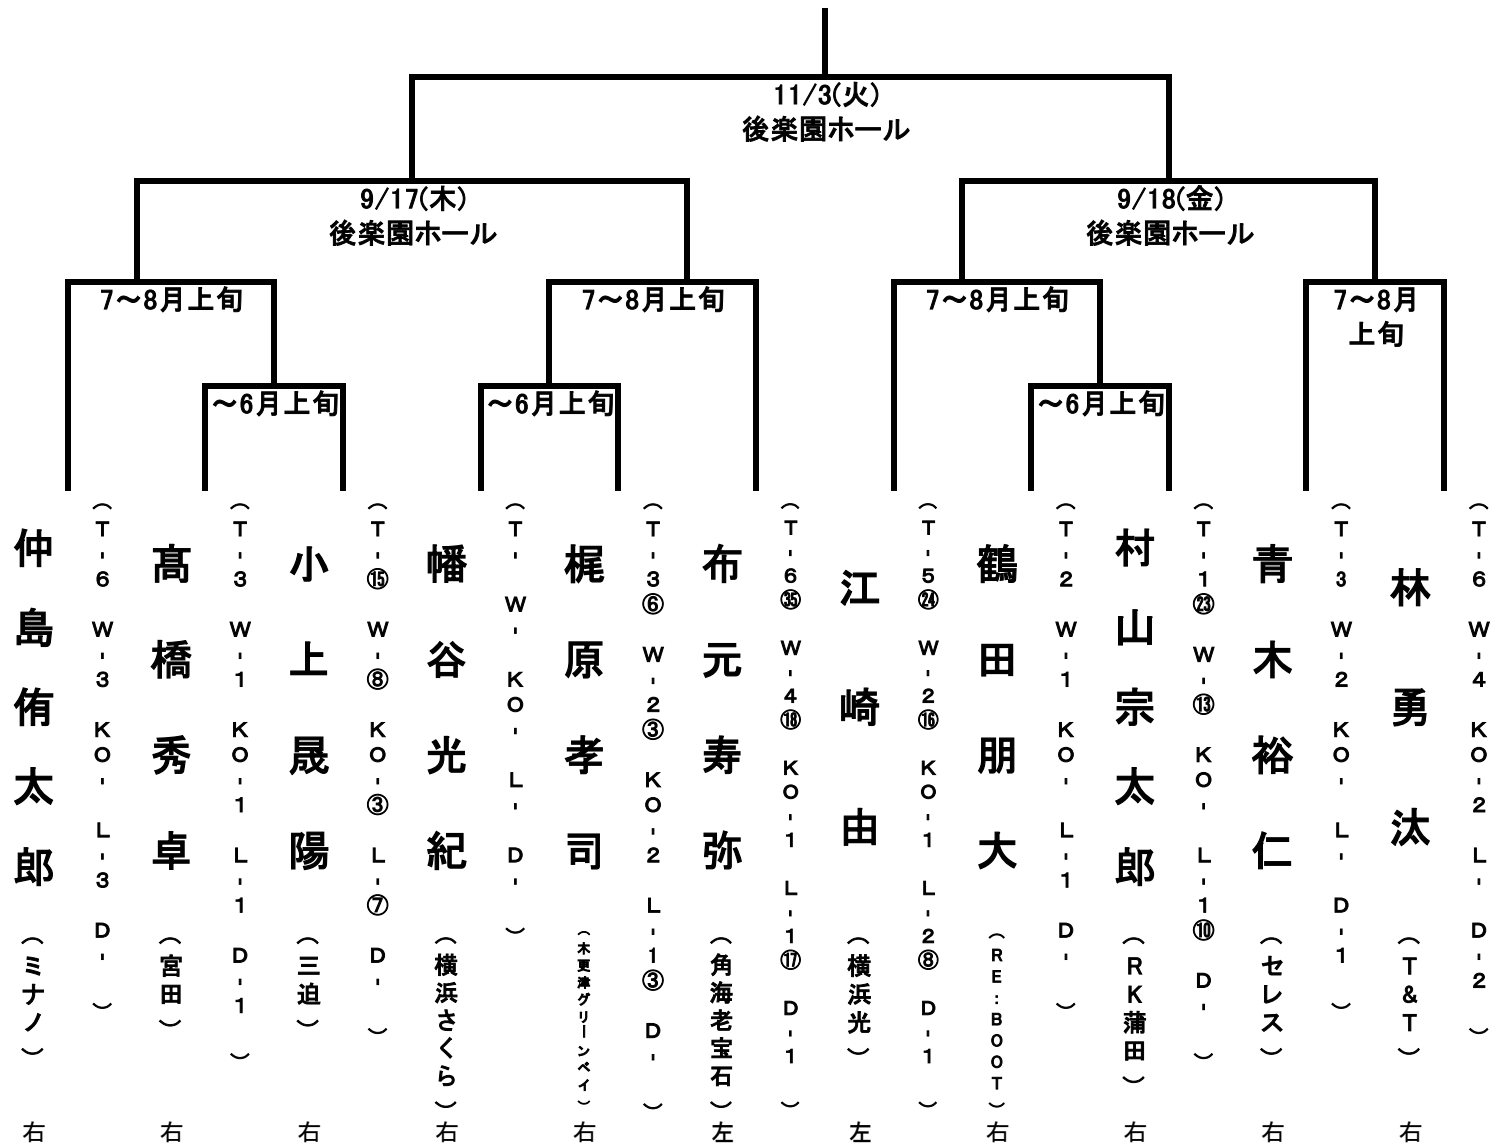 11/3(火)
後楽園ホール
9/17(木)
後楽園ホール
9/18(金)
後楽園ホール
7～8月上旬
7～8月上旬
7～8月上旬
7～8月
上旬
～6月上旬
～6月上旬
～6月上旬
仲島侑太郎（ミナノ）右
（T-6 W-3 KO- L-3 D- ）
髙橋秀卓（宮田）右
（T-3 W-1 KO-1 L-1 D-1 ）
小上晟陽（三迫）右
（T-⑮ W-⑧ KO-③ L-⑦ D- ）
幡谷光紀（横浜さくら）右
（T- W- KO- L- D- ）
梶原孝司（木更津グリーンベイ）右
（T-3⑥ W-2③ KO-2 L-1③ D- ）
布元寿弥（角海老宝石）左
（T-6㉟ W-4⑱ KO-1 L-1⑰ D-1 ）
江崎由（横浜光）左
（T-5㉔ W-2⑯ KO-1 L-2⑧ D-1 ）
鶴田朋大（RE:BOOT）右
（T-2 W-1 KO- L-1 D- ）
村山宗太郎（RK蒲田）右
（T-1㉓ W-⑬ KO- L-1⑩ D- ）
青木裕仁（セレス）右
（T-3 W-2 KO- L- D-1 ）
林勇汰（T&T）右
（T-6 W-4 KO-2 L- D-2 ）